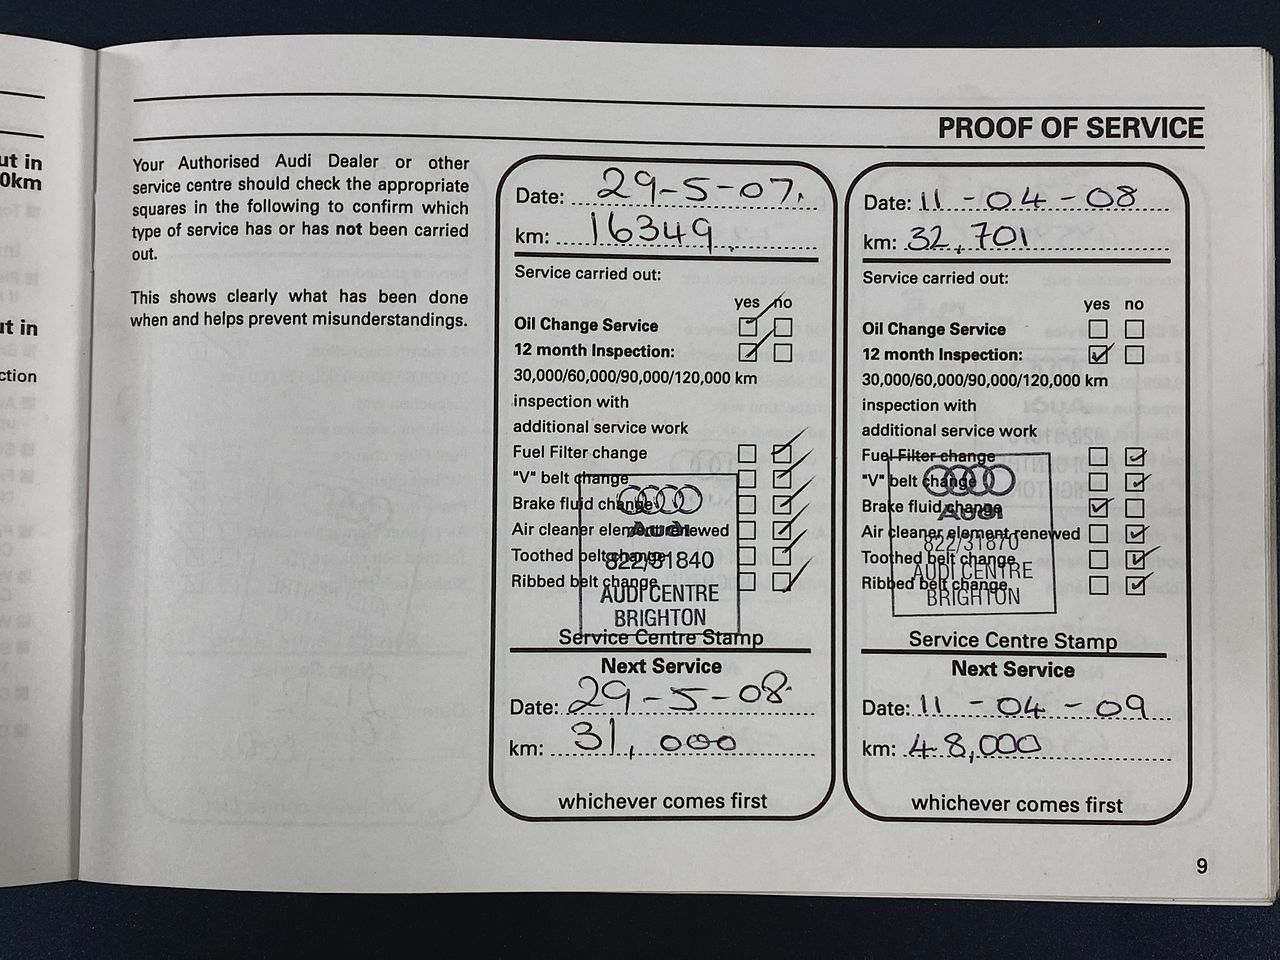 ut in
0km
ut in
ction
PROOF OF SERVICE
Your Authorised Audi Dealer or other
service centre should check the appropriate
squares in the following to confirm which
type of service has or has not been carried
out.
This shows clearly what has been done
when and helps prevent misunderstandings.
Date: 29-5-07.
km: 16349.
Service carried out:
yes no
Oil Change Service
12 month Inspection:
30,000/60,000/90,000/120,000 km
inspection with
additional service work
Fuel Filter change
"V" belt change
Brake fluid change
Air cleaner element renewed
Toothed belt change
Ribbed belt change
Audi
822/31840
AUDI CENTRE
BRIGHTON
Service Centre Stamp
Next Service
Date: 29-5-08.
km: 31,000
whichever comes first
Date: 11-04-08
km: 32,701
Service carried out:
yes no
Oil Change Service
12 month Inspection:
30,000/60,000/90,000/120,000 km
inspection with
additional service work
Fuel Filter change
"V" belt change
Brake fluid change
Air cleaner element renewed
Toothed belt change
Ribbed belt change
Audi
822/31870
AUDI CENTRE
BRIGHTON
Service Centre Stamp
Next Service
Date: 11-04-09
km: 48,000
whichever comes first
9